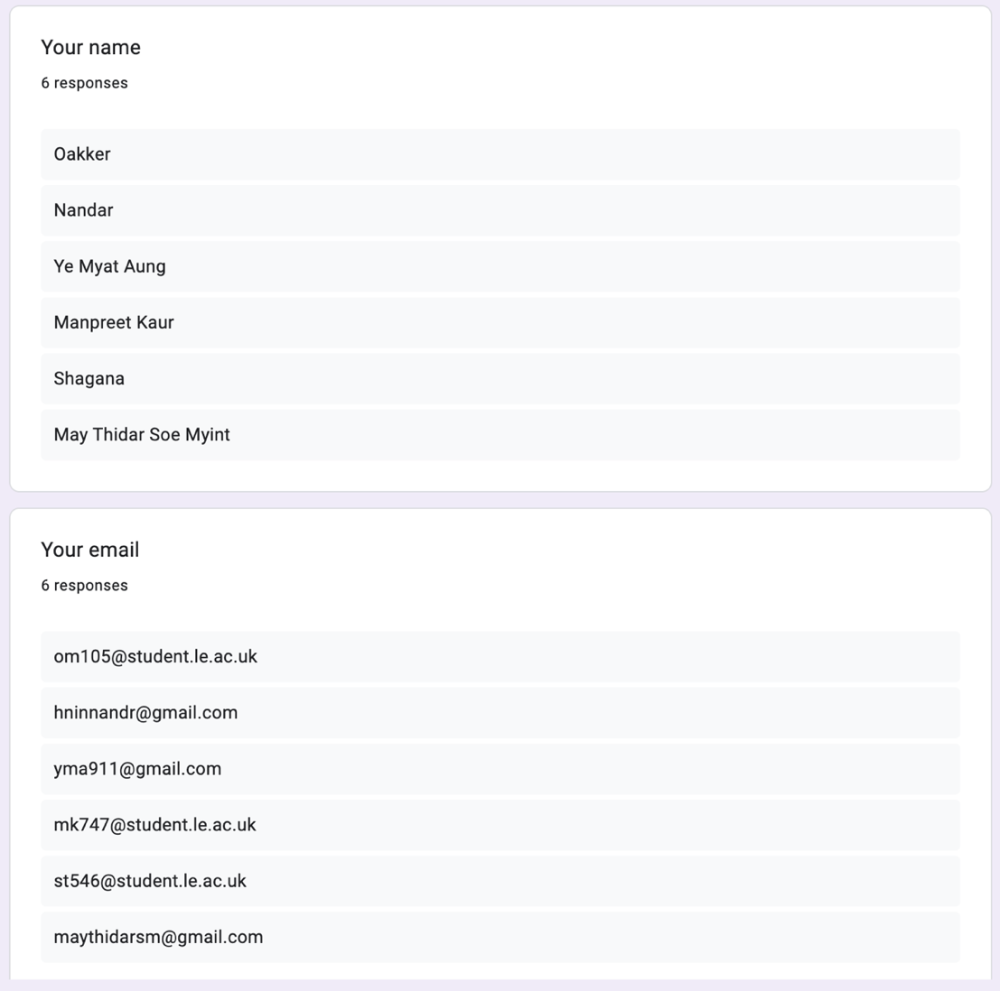 Your name
6 responses
Oakker
Nandar
Ye Myat Aung
Manpreet Kaur
Shagana
May Thidar Soe Myint
Your email
6 responses
om105@student.le.ac.uk
hninnandr@gmail.com
yma911@gmail.com
mk747@student.le.ac.uk
st546@student.le.ac.uk
maythidarsm@gmail.com